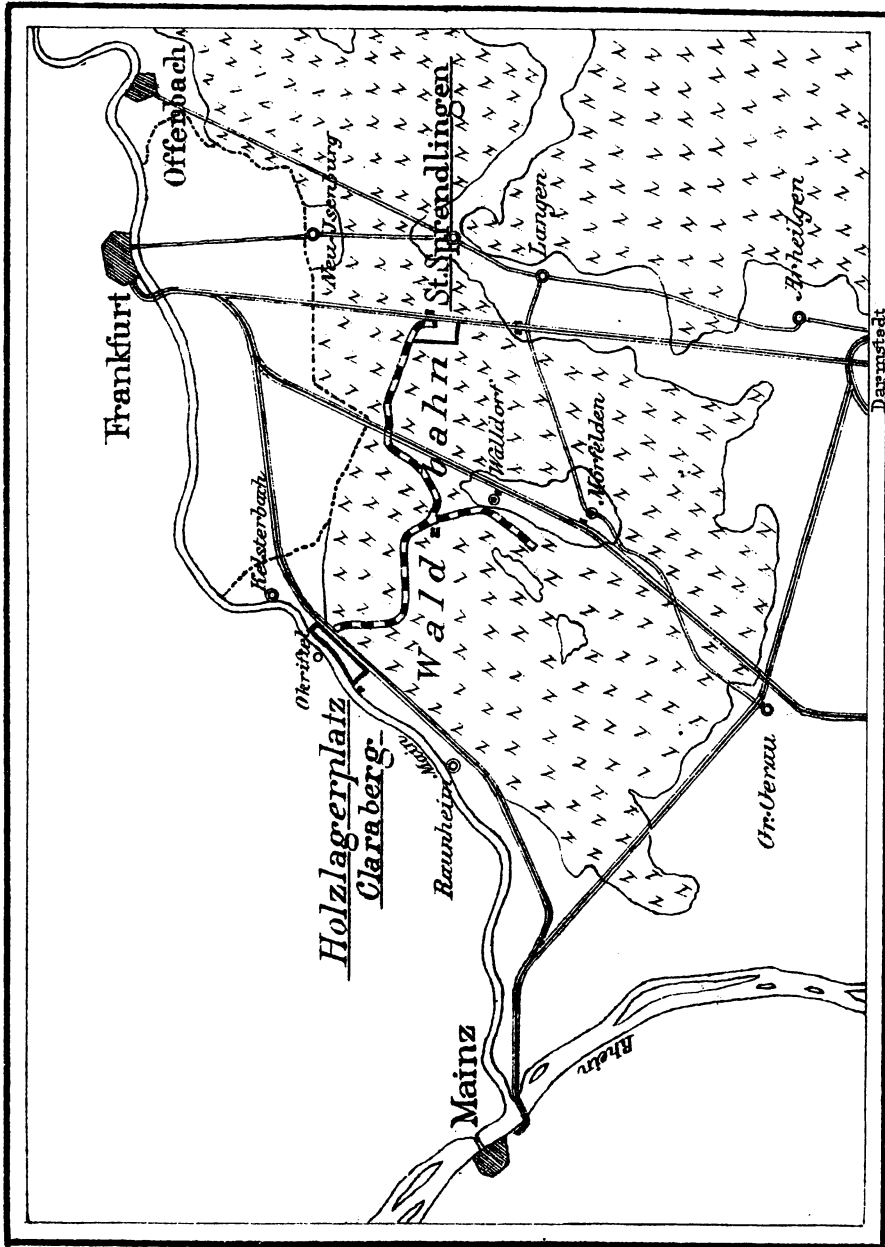 Frankfurt
Offenbach
Neu-Isenburg
St. Sprendlingen
Langen
Arheilgen
Darmstadt
Kelsterbach
Okriftel
Holzlagerplatz
Claraberg
Main
Raunheim
Wald bahn
Walldorf
Mörfelden
Gr. Gerau
Mainz
Rhein